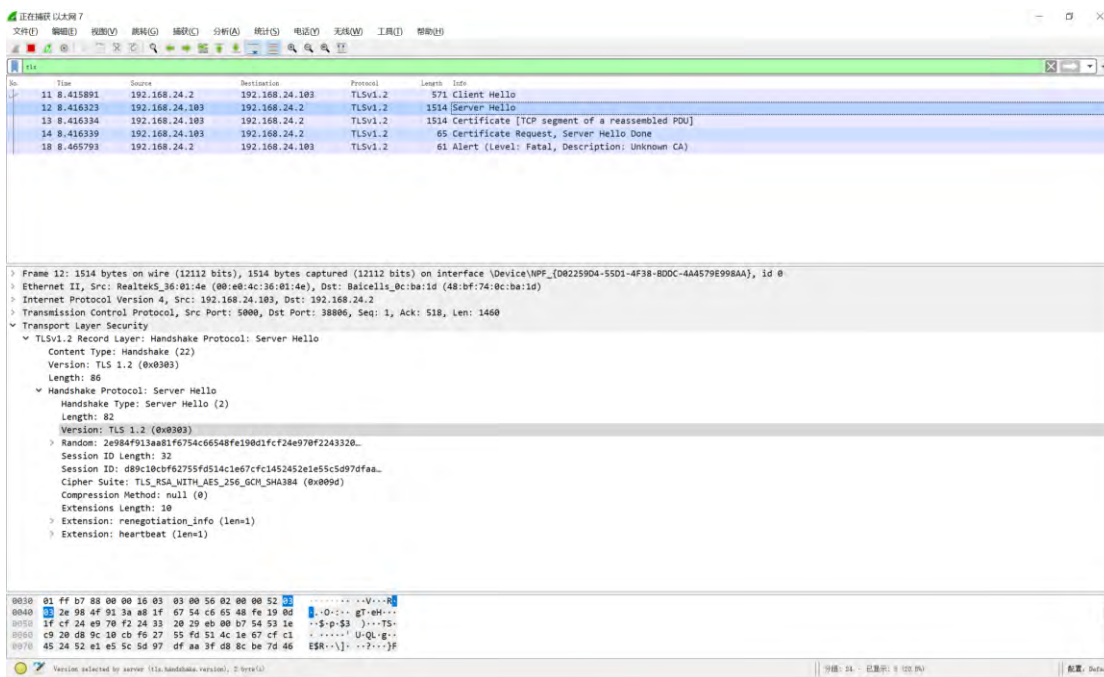 正在捕获 以太网 7
文件(F) 编辑(E) 视图(V) 跳转(G) 捕获(C) 分析(A) 统计(S) 电话(Y) 无线(W) 工具(T) 帮助(H)
tls
No. Time Source Destination Protocol Length Info
11 8.415891 192.168.24.2 192.168.24.103 TLSv1.2 571 Client Hello
12 8.416323 192.168.24.103 192.168.24.2 TLSv1.2 1514 Server Hello
13 8.416334 192.168.24.103 192.168.24.2 TLSv1.2 1514 Certificate [TCP segment of a reassembled PDU]
14 8.416339 192.168.24.103 192.168.24.2 TLSv1.2 65 Certificate Request, Server Hello Done
18 8.465793 192.168.24.2 192.168.24.103 TLSv1.2 61 Alert (Level: Fatal, Description: Unknown CA)
Frame 12: 1514 bytes on wire (12112 bits), 1514 bytes captured (12112 bits) on interface \Device\NPF_{D02259D4-55D1-4F38-BDDC-4A4579E998AA}, id 0
Ethernet II, Src: RealtekS_36:01:4e (00:e0:4c:36:01:4e), Dst: Baicells_0c:ba:1d (48:bf:74:0c:ba:1d)
Internet Protocol Version 4, Src: 192.168.24.103, Dst: 192.168.24.2
Transmission Control Protocol, Src Port: 5000, Dst Port: 38806, Seq: 1, Ack: 518, Len: 1460
Transport Layer Security
TLSv1.2 Record Layer: Handshake Protocol: Server Hello
Content Type: Handshake (22)
Version: TLS 1.2 (0x0303)
Length: 86
Handshake Protocol: Server Hello
Handshake Type: Server Hello (2)
Length: 82
Version: TLS 1.2 (0x0303)
Random: 2e984f913aa81f6754c66548fe190d1fcf24e970f2243320…
Session ID Length: 32
Session ID: d89c10cbf62755fd514c1e67cfc1452452e1e55c5d97dfaa…
Cipher Suite: TLS_RSA_WITH_AES_256_GCM_SHA384 (0x009d)
Compression Method: null (0)
Extensions Length: 10
Extension: renegotiation_info (len=1)
Extension: heartbeat (len=1)
0030 01 ff b7 88 00 00 16 03 03 00 56 02 00 00 52 03 ········ ··V···R·
0040 03 2e 98 4f 91 3a a8 1f 67 54 c6 65 48 fe 19 0d ·.·O·:·· gT·eH···
0050 1f cf 24 e9 70 f2 24 33 20 29 eb 00 b7 54 53 1e ··$·p·$3 )···TS·
0060 c9 20 d8 9c 10 cb f6 27 55 fd 51 4c 1e 67 cf c1 · ·····' U·QL·g··
0070 45 24 52 e1 e5 5c 5d 97 df aa 3f d8 8c be 7d 46 E$R··\]· ··?···}F
Version selected by server (tls.handshake.version), 2 byte(s)